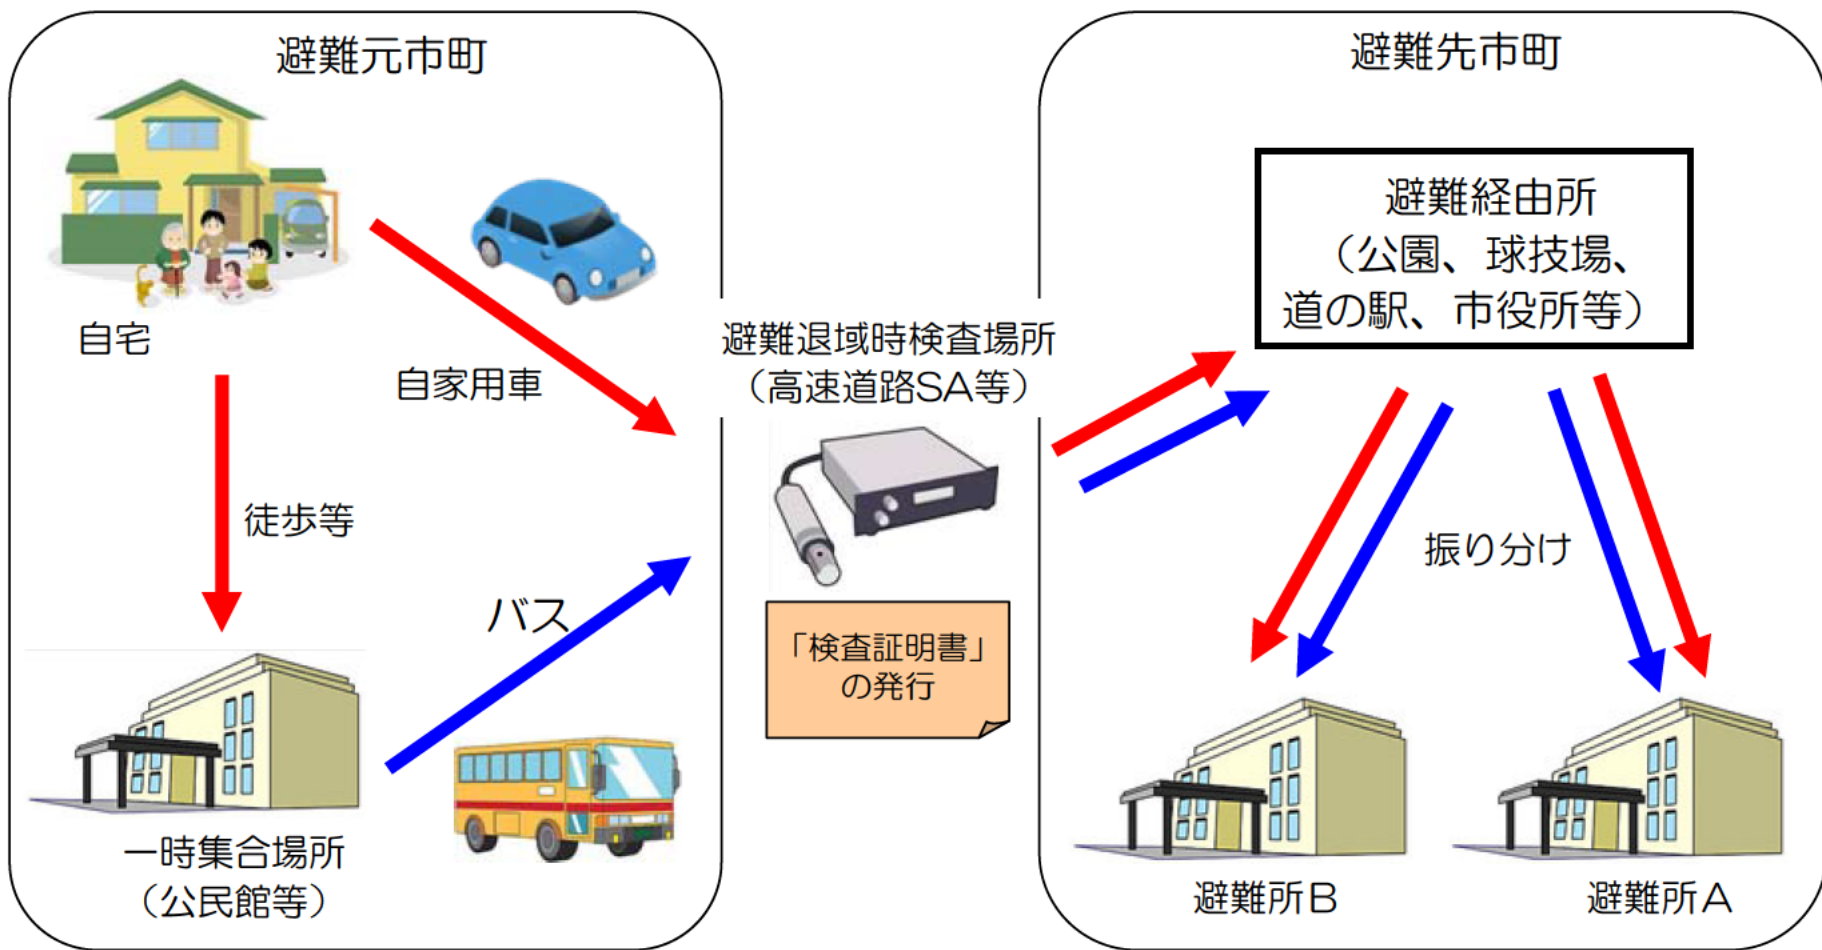 避難元市町
自宅
自家用車
徒歩等
バス
一時集合場所
（公民館等）
避難退域時検査場所
（高速道路SA等）
「検査証明書」
の発行
避難先市町
避難経由所
（公園、球技場、
道の駅、市役所等）
振り分け
避難所B
避難所A